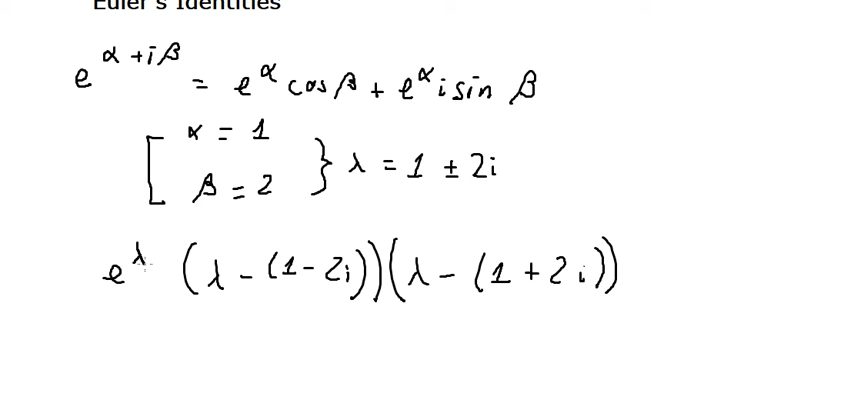 Euler's Identities
e^{α + iβ} = e^α cos β + e^α i sin β
[ α = 1
β = 2 } λ = 1 ± 2i
e^λ (λ - (1 - 2i))(λ - (1 + 2i))